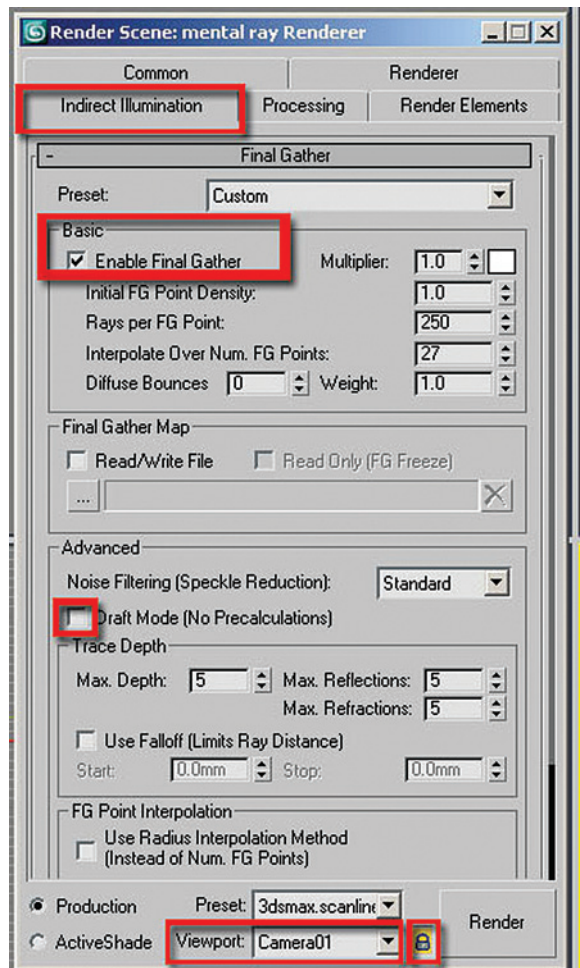 Render Scene: mental ray Renderer
Common Renderer
Indirect Illumination Processing Render Elements
- Final Gather
Preset: Custom
Basic
Enable Final Gather Multiplier: 1.0
Initial FG Point Density: 1.0
Rays per FG Point: 250
Interpolate Over Num. FG Points: 27
Diffuse Bounces 0 Weight: 1.0
Final Gather Map
Read/Write File Read Only (FG Freeze)
...
Advanced
Noise Filtering (Speckle Reduction): Standard
Draft Mode (No Precalculations)
Trace Depth
Max. Depth: 5 Max. Reflections: 5
Max. Refractions: 5
Use Falloff (Limits Ray Distance)
Start: 0.0mm Stop: 0.0mm
FG Point Interpolation
Use Radius Interpolation Method
(Instead of Num. FG Points)
Production Preset: 3dsmax.scanline
Render
ActiveShade Viewport: Camera01